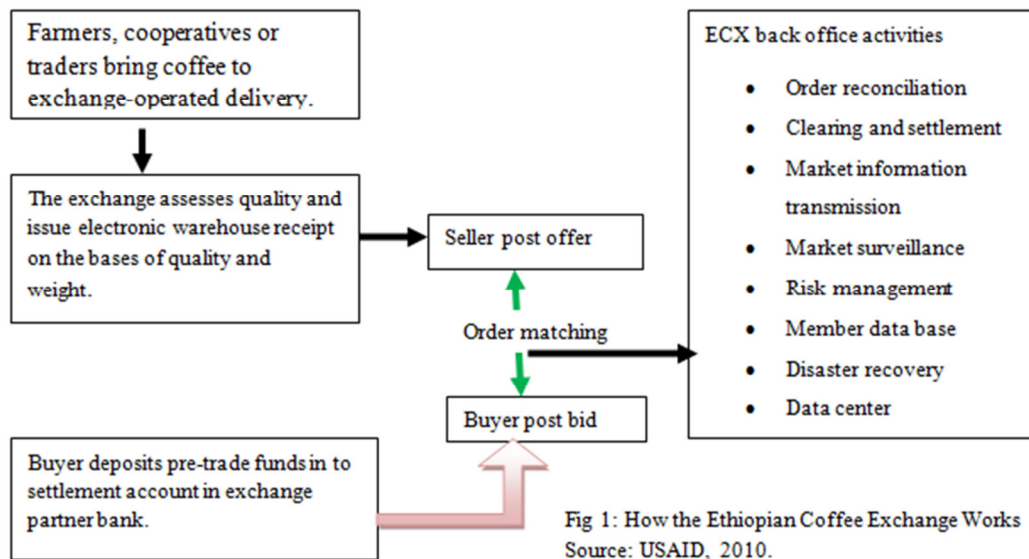 Farmers, cooperatives or
traders bring coffee to
exchange-operated delivery.
The exchange assesses quality and
issue electronic warehouse receipt
on the bases of quality and
weight.
Seller post offer
Order matching
Buyer post bid
Buyer deposits pre-trade funds in to
settlement account in exchange
partner bank.
ECX back office activities
• Order reconciliation
• Clearing and settlement
• Market information
transmission
• Market surveillance
• Risk management
• Member data base
• Disaster recovery
• Data center
Fig 1: How the Ethiopian Coffee Exchange Works
Source: USAID, 2010.